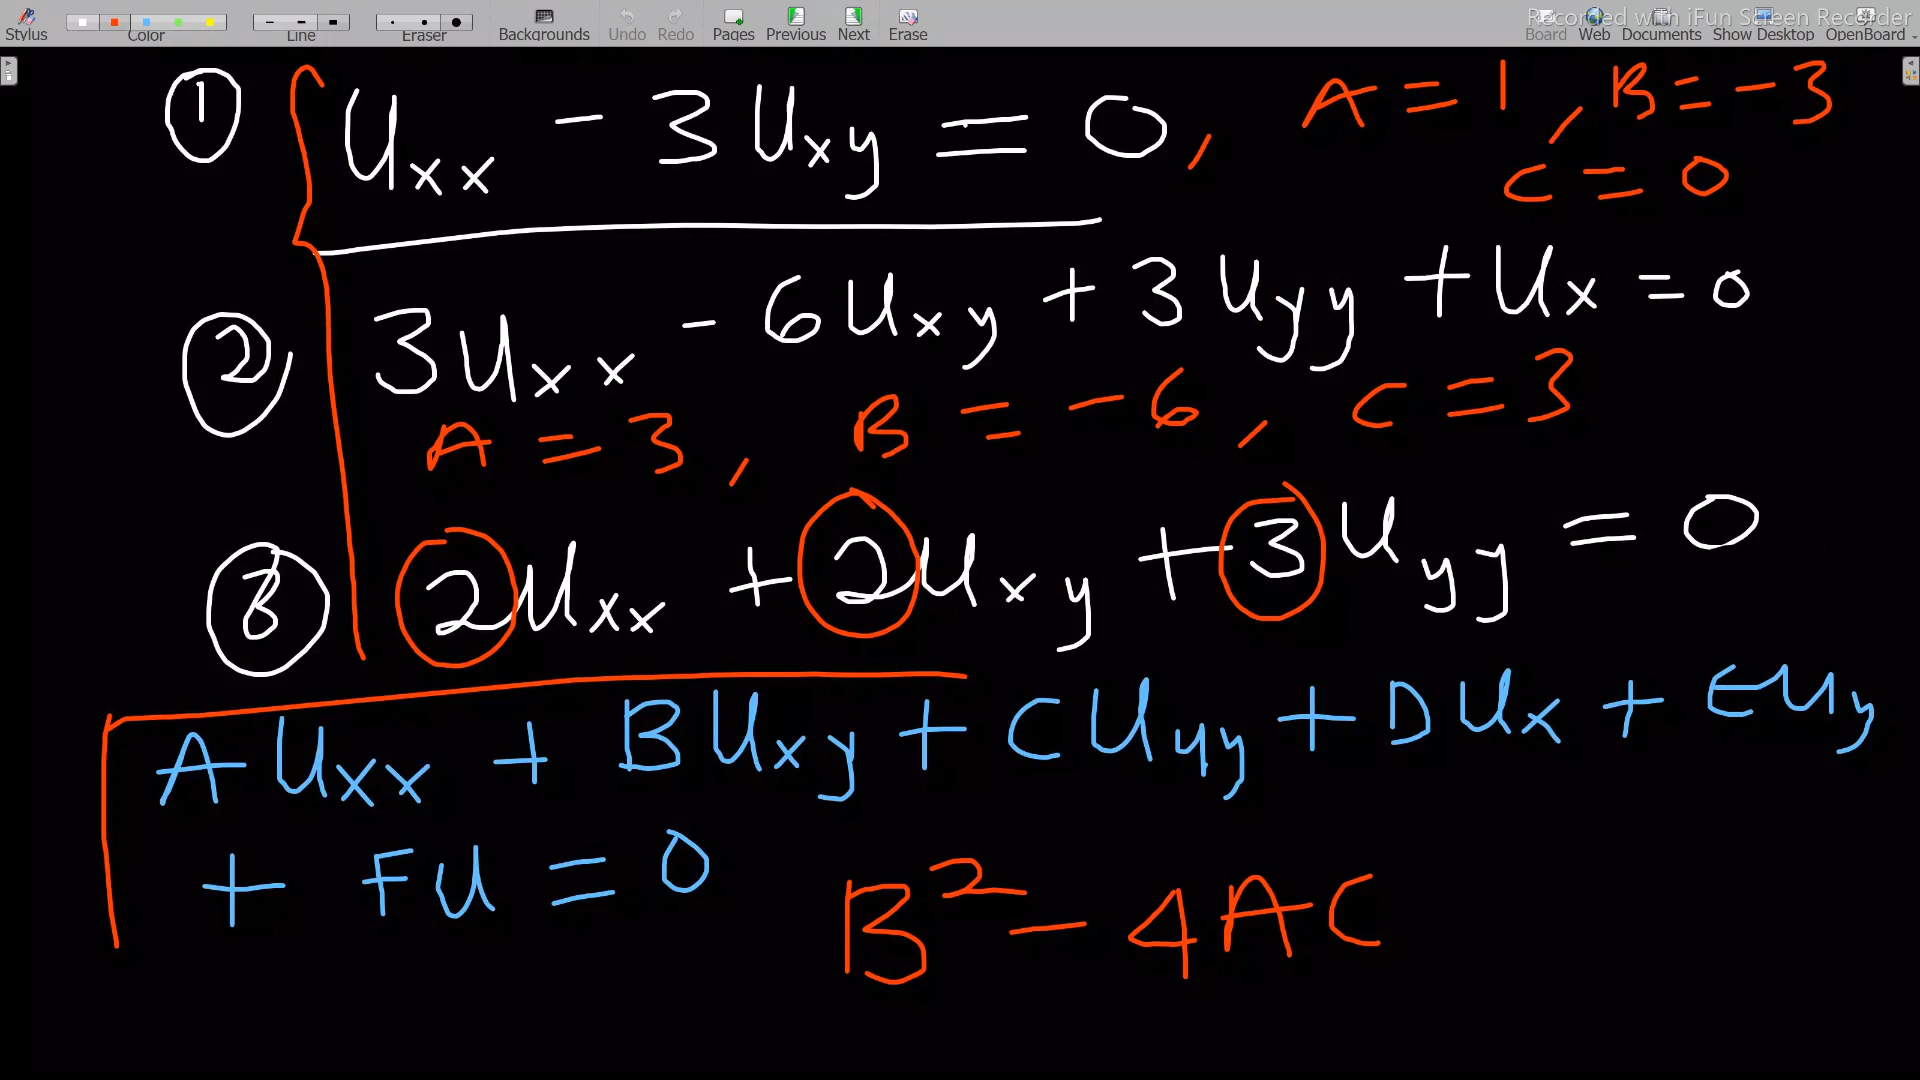 Recorded with iFun Screen Recorder
Stylus Color Line Eraser Backgrounds Undo Redo Pages Previous Next Erase Board Web Documents Show Desktop OpenBoard
① Uxx - 3Uxy = 0, A = 1, B = -3
C = 0
② 3Uxx - 6Uxy + 3Uyy + Ux = 0
A = 3, B = -6, C = 3
③ 2Uxx + 2Uxy + 3Uyy = 0
AUxx + BUxy + CUyy + DUx + EUy
+ FU = 0
B² - 4AC